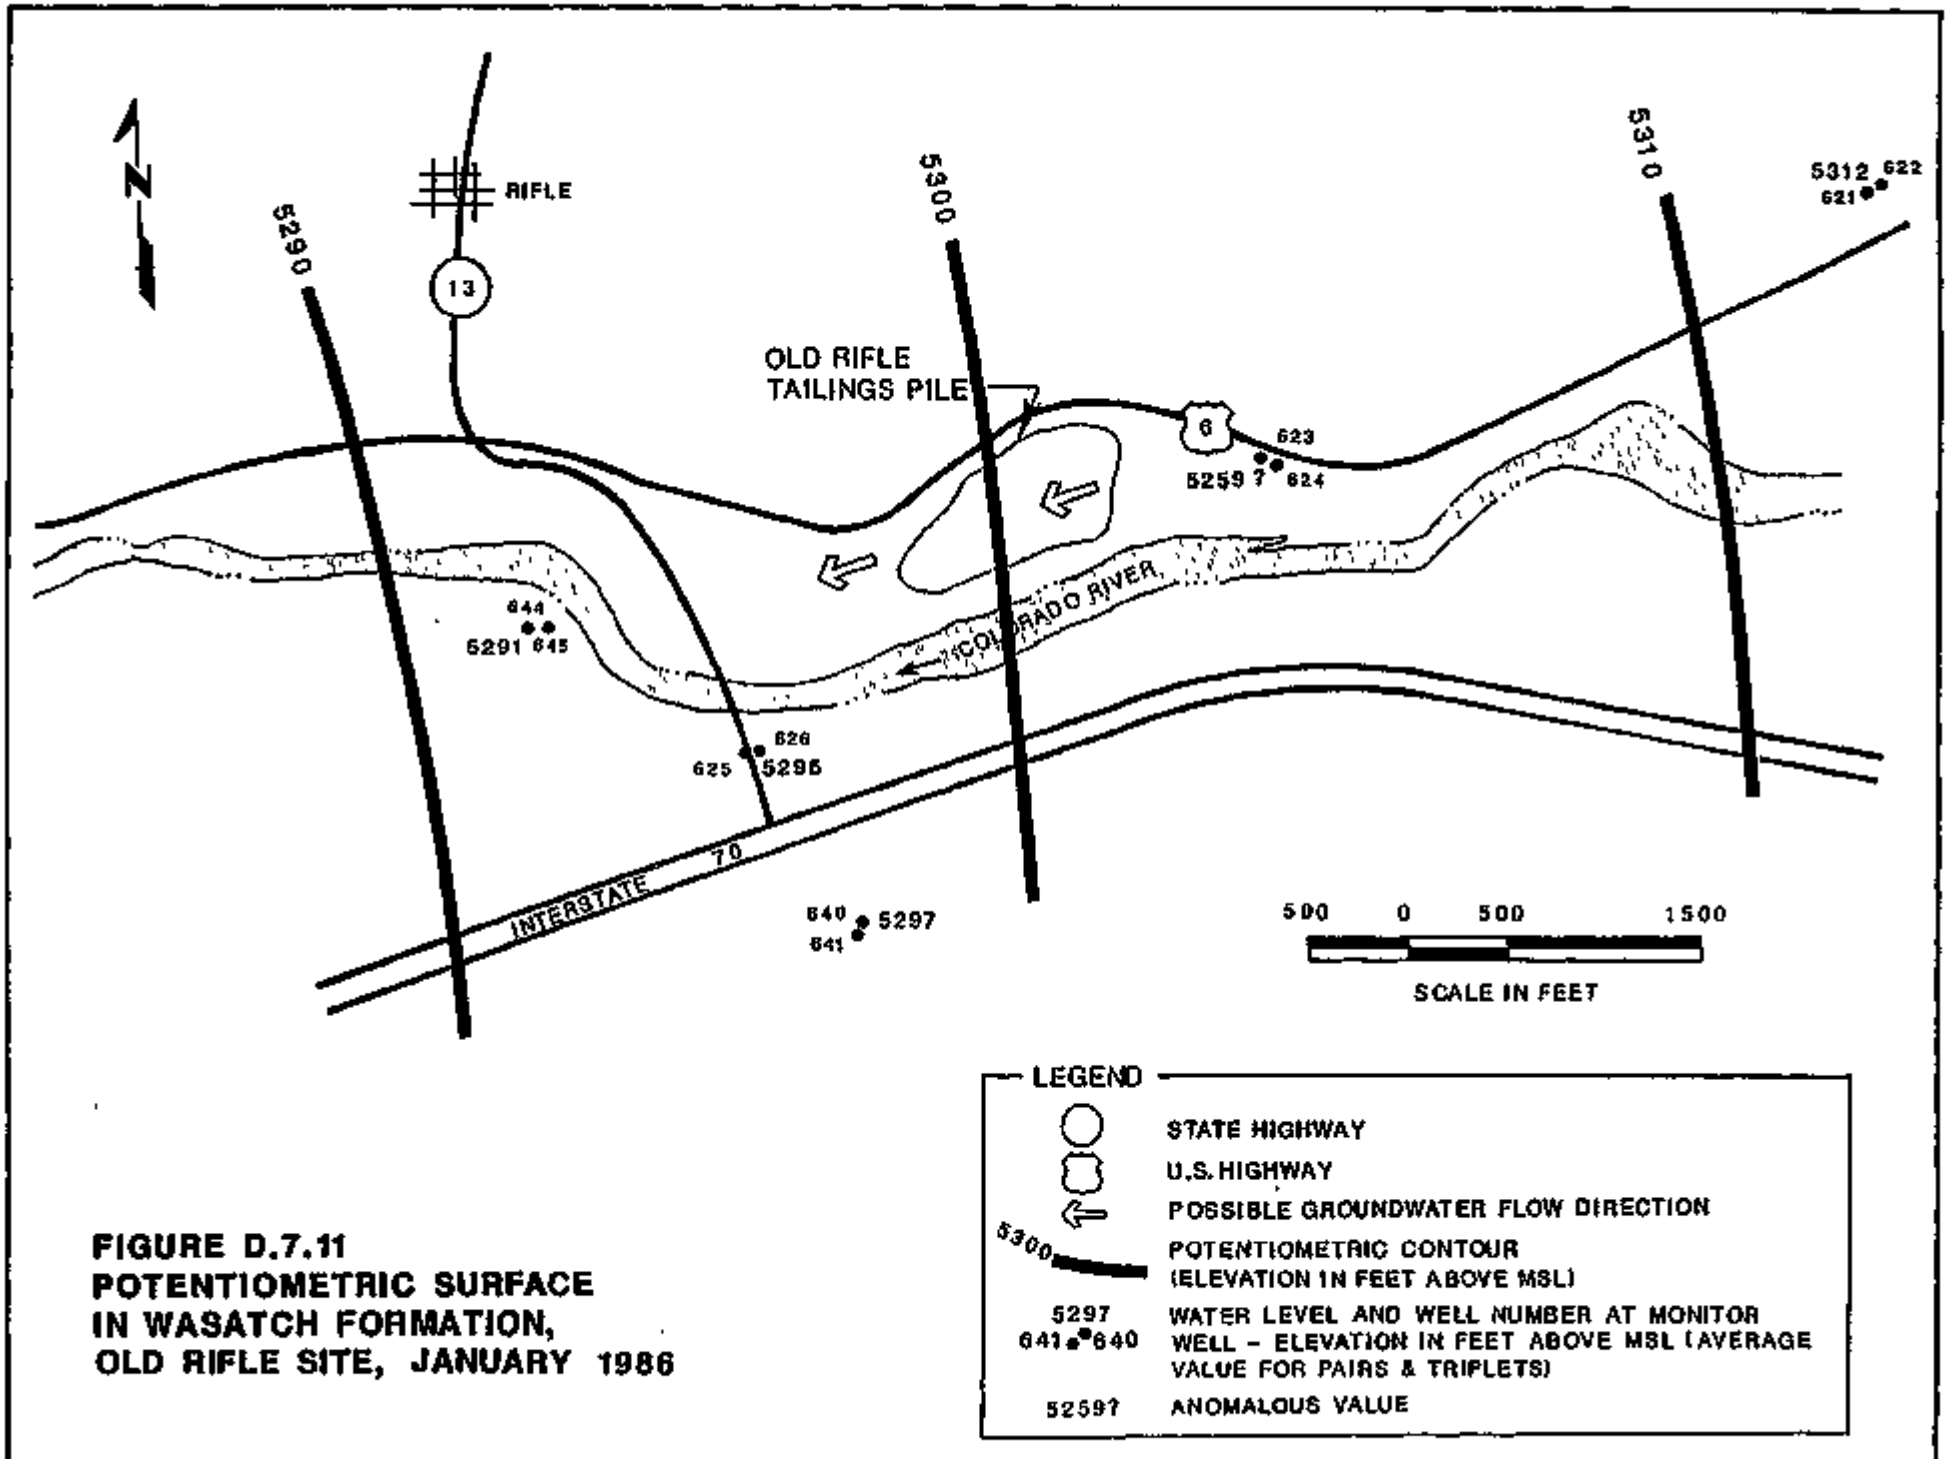 N
RIFLE
13
5290
5300
5310
5312 622
621
OLD RIFLE
TAILINGS PILE
6
623
5259 ? 624
COLORADO RIVER
644
5291 645
626
625 5295
INTERSTATE 70
640 5297
641
500 0 500 1500
SCALE IN FEET
LEGEND
STATE HIGHWAY
U.S. HIGHWAY
POSSIBLE GROUNDWATER FLOW DIRECTION
5300 POTENTIOMETRIC CONTOUR
(ELEVATION IN FEET ABOVE MSL)
5297 WATER LEVEL AND WELL NUMBER AT MONITOR
641 640 WELL - ELEVATION IN FEET ABOVE MSL (AVERAGE
VALUE FOR PAIRS & TRIPLETS)
5259? ANOMALOUS VALUE
FIGURE D.7.11
POTENTIOMETRIC SURFACE
IN WASATCH FORMATION,
OLD RIFLE SITE, JANUARY 1986